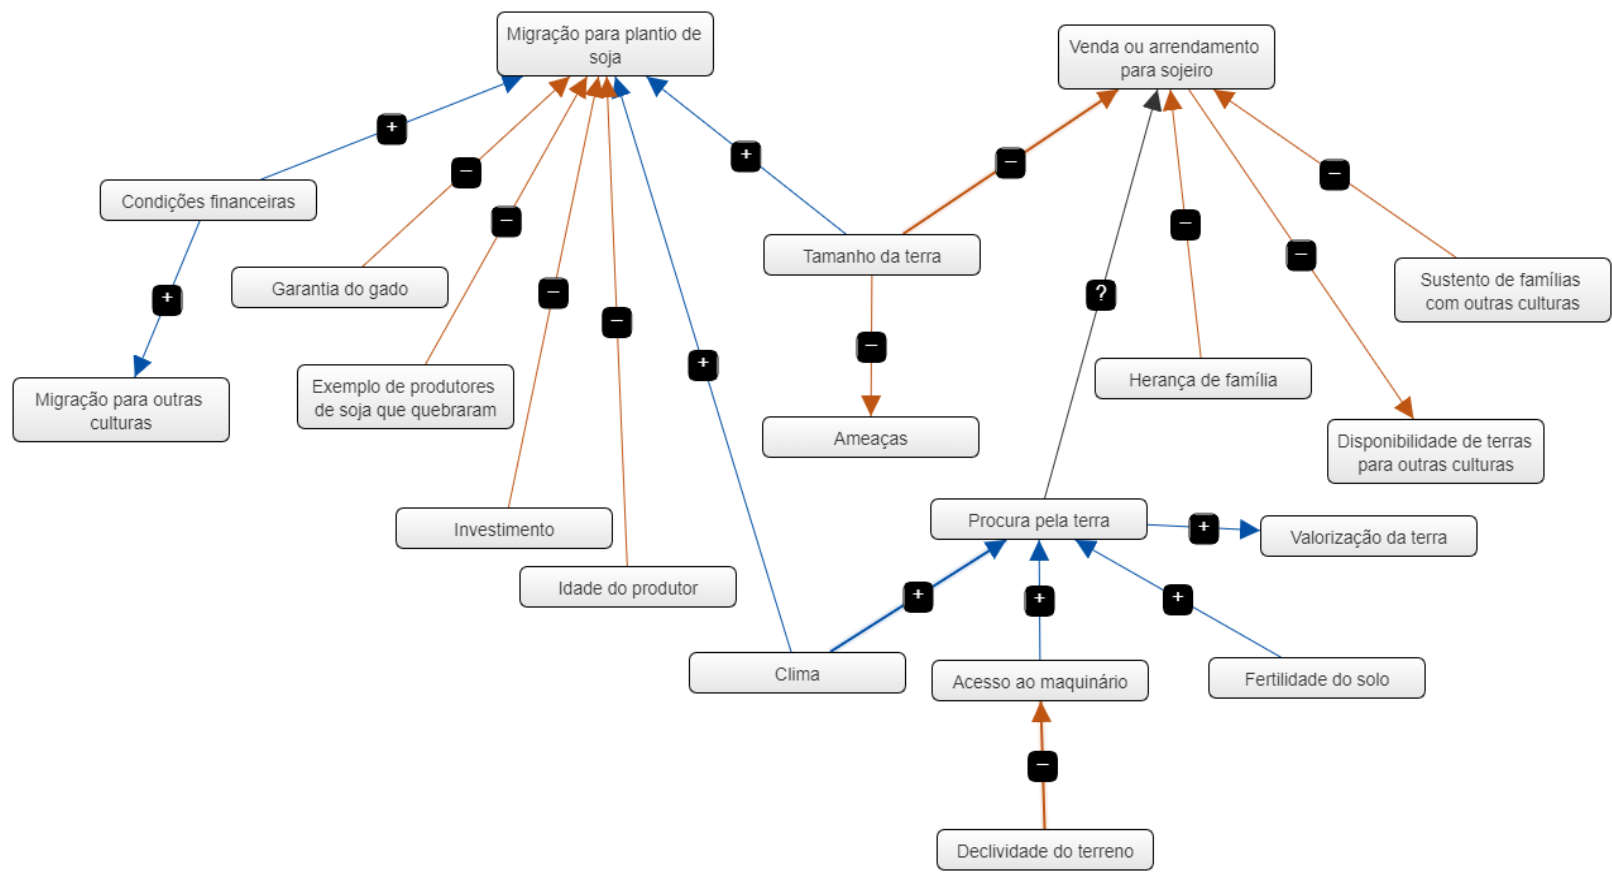 Migração para plantio de
soja
Venda ou arrendamento
para sojeiro
+
+
−
−
−
Condições financeiras
−
−
Tamanho da terra
−
Garantia do gado
−
Sustento de famílias
com outras culturas
+
?
−
−
−
+
Herança de família
Exemplo de produtores
de soja que quebraram
Migração para outras
culturas
Ameaças
Disponibilidade de terras
para outras culturas
Procura pela terra
+
Valorização da terra
Investimento
Idade do produtor
+
+
+
Clima
Acesso ao maquinário
Fertilidade do solo
−
Declividade do terreno